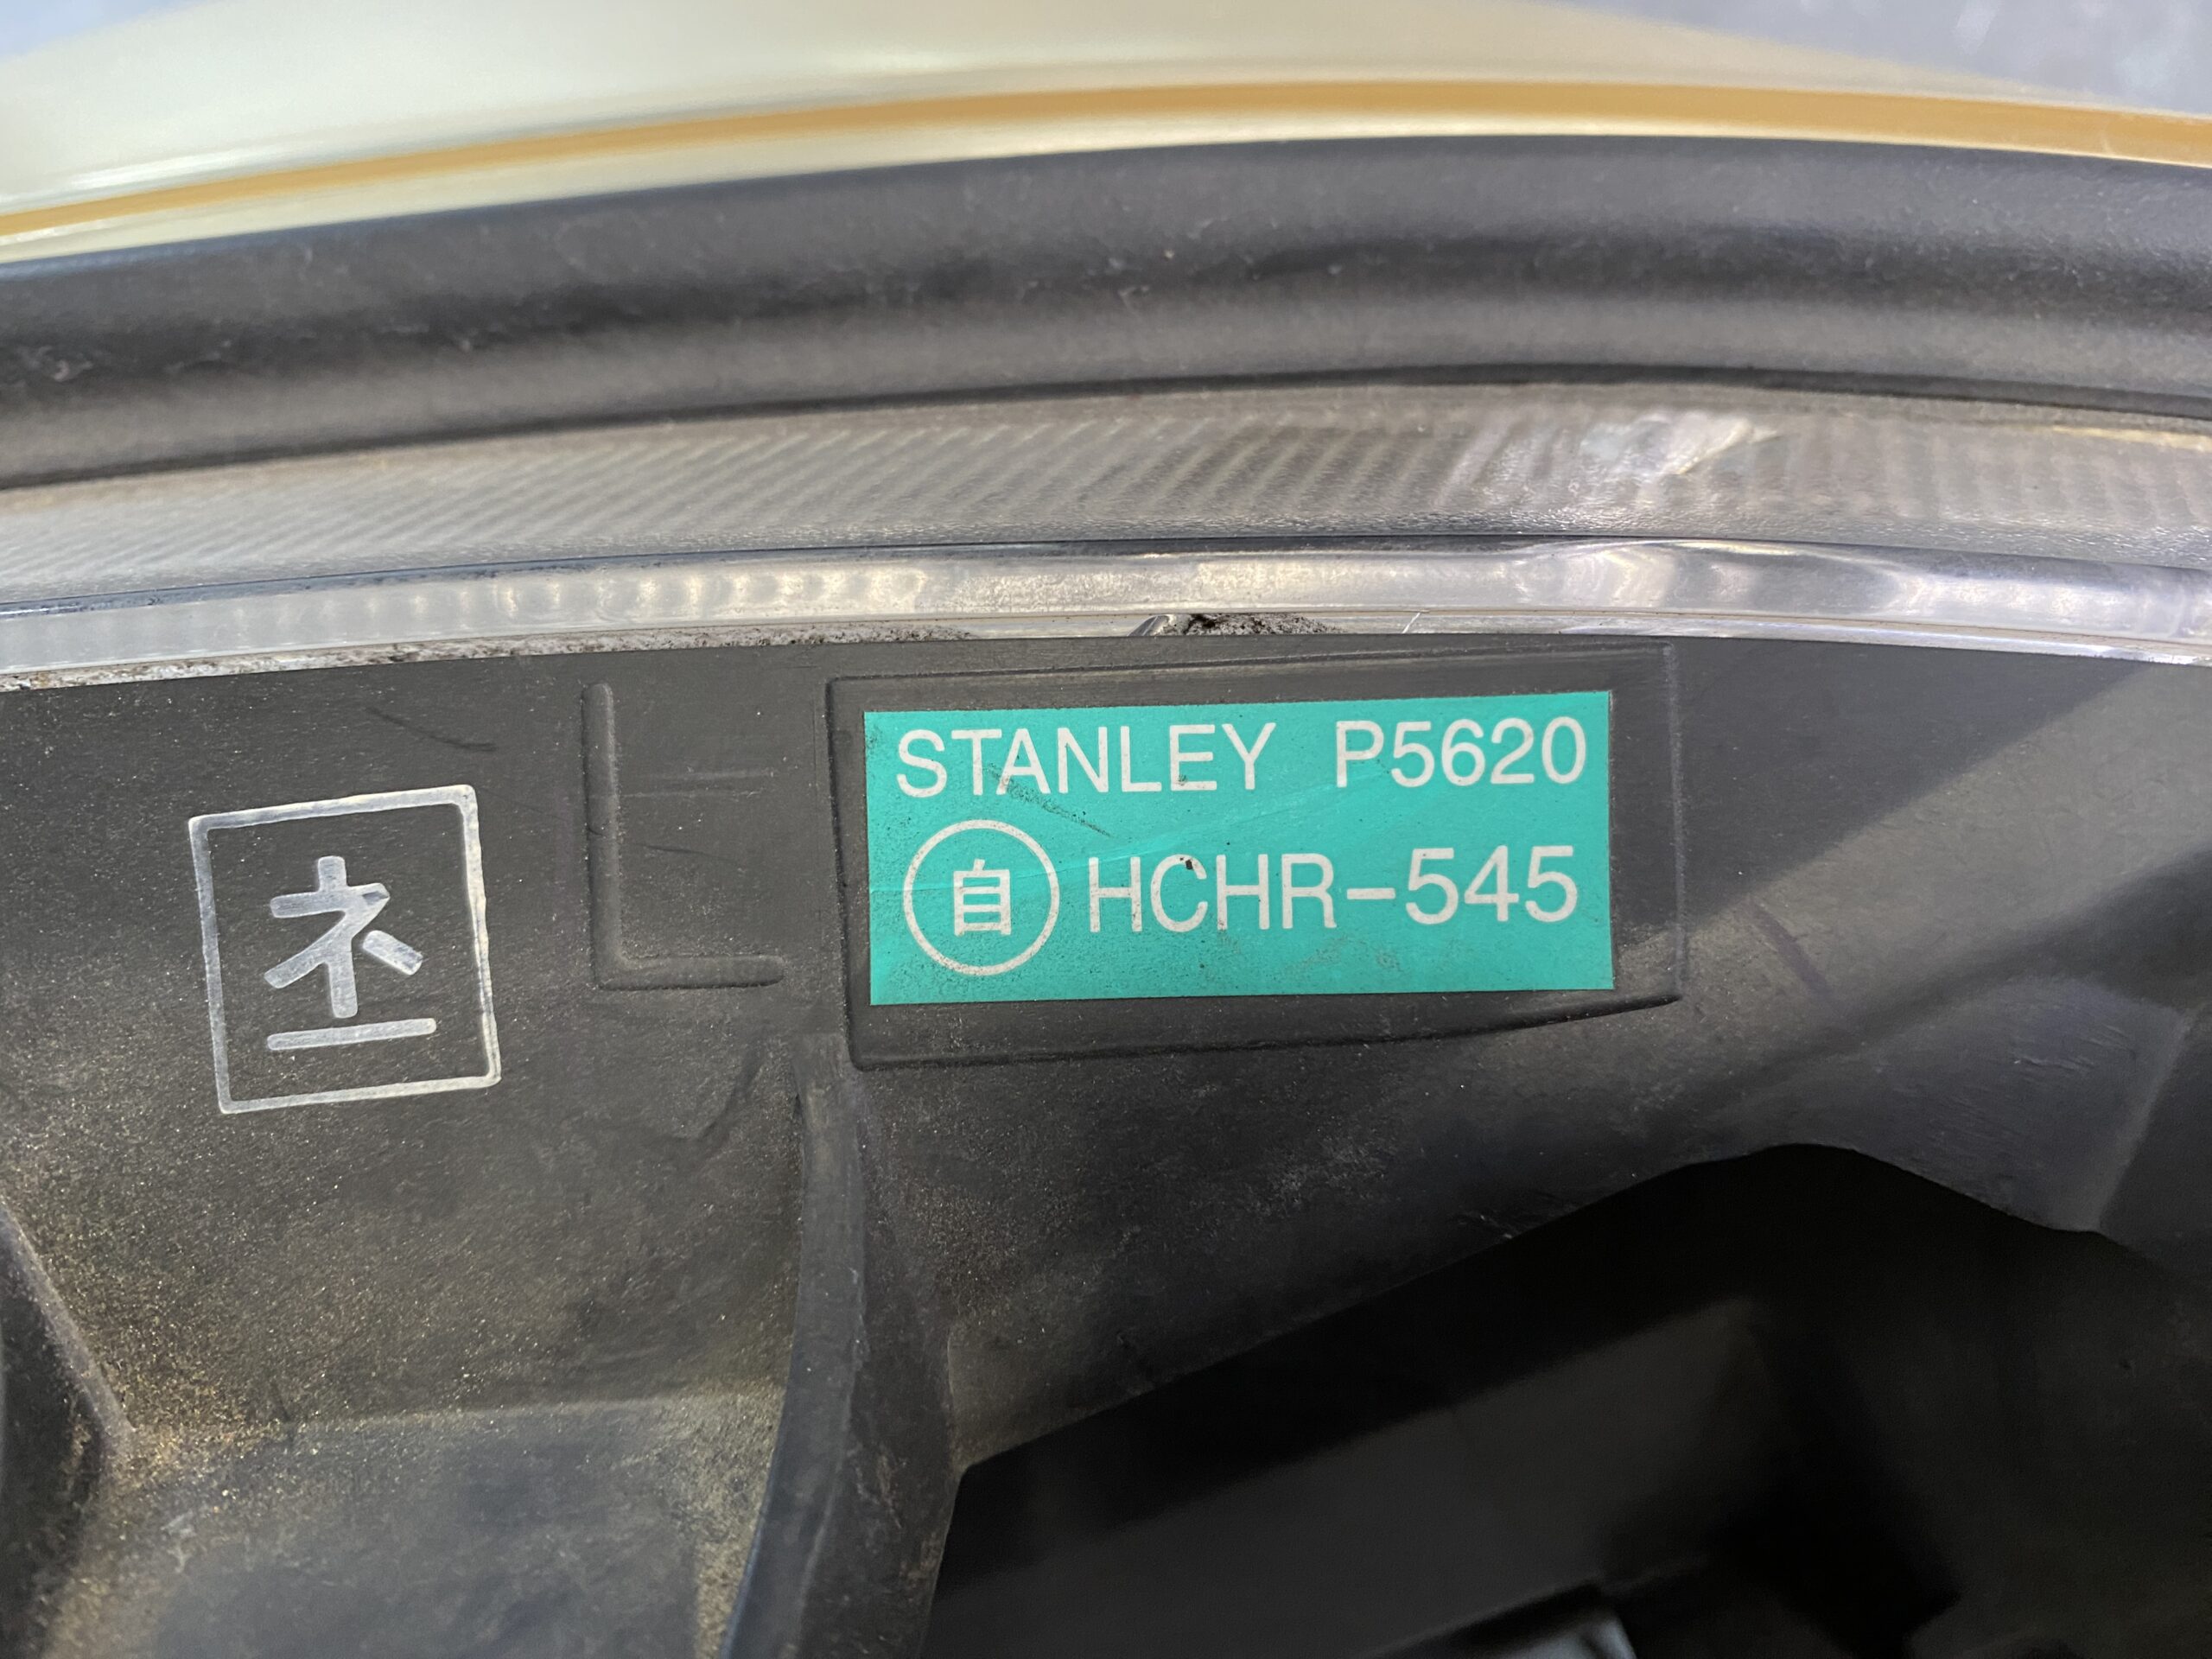 ネ
L
STANLEY P5620
自 HCHR-545